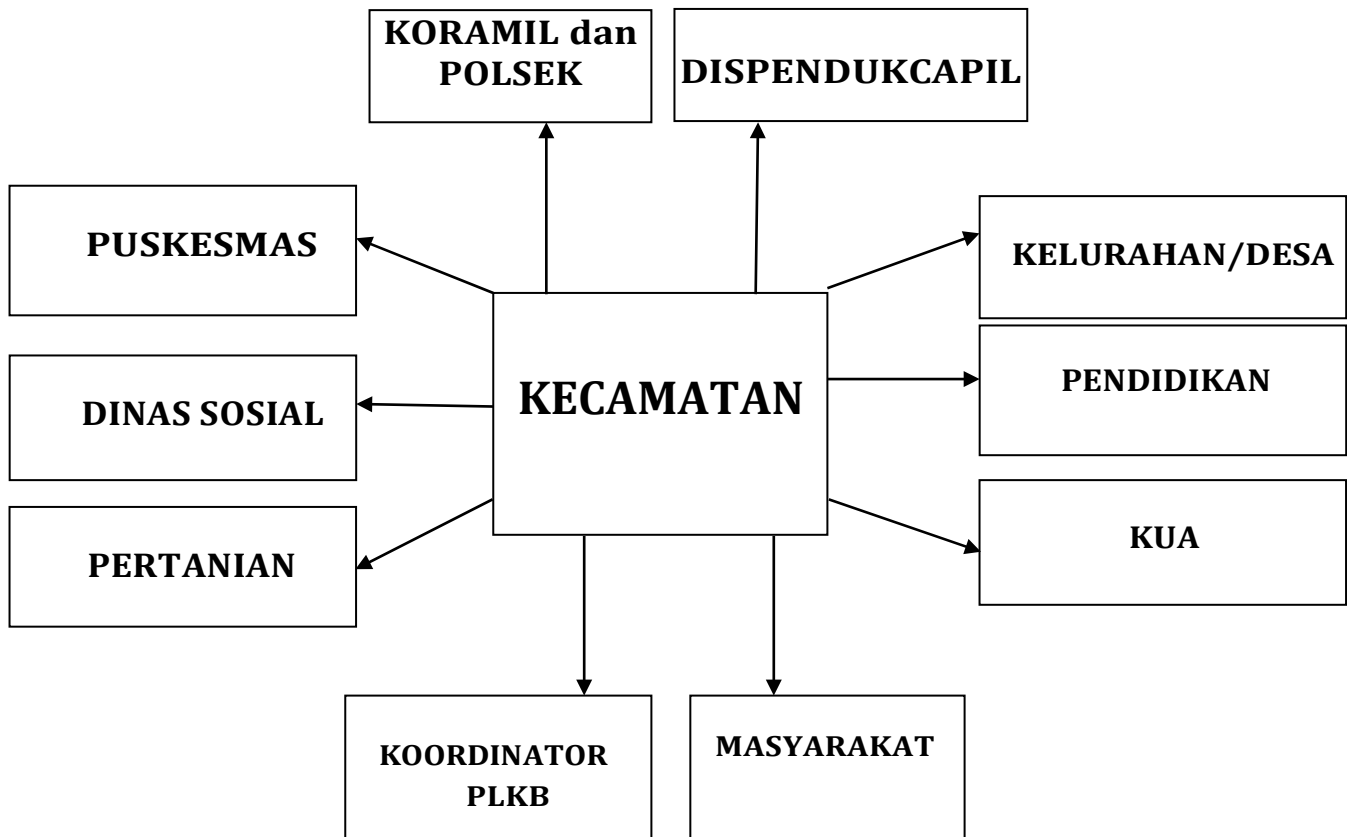 KORAMIL dan
POLSEK
DISPENDUKCAPIL
PUSKESMAS
KELURAHAN/DESA
KECAMATAN
PENDIDIKAN
DINAS SOSIAL
KUA
PERTANIAN
KOORDINATOR
PLKB
MASYARAKAT